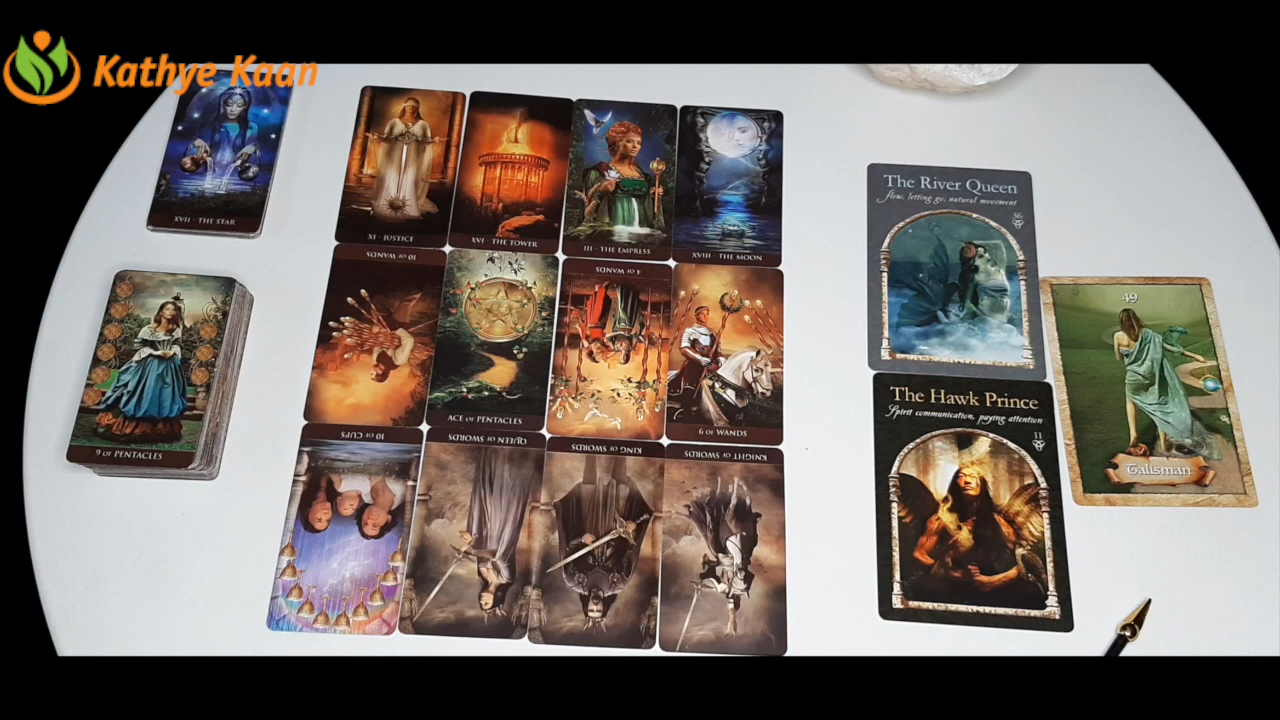 Kathye Kaan
XVII · THE STAR
9 OF PENTACLES
XI · JUSTICE
XVI · THE TOWER
III · THE EMPRESS
XVIII · THE MOON
10 OF WANDS
ACE OF PENTACLES
4 OF WANDS
6 OF WANDS
10 OF CUPS
QUEEN OF SWORDS
KING OF SWORDS
KNIGHT OF SWORDS
The River Queen
flow, letting go, natural movement
36
The Hawk Prince
Spirit communication, paying attention
11
49
Talisman